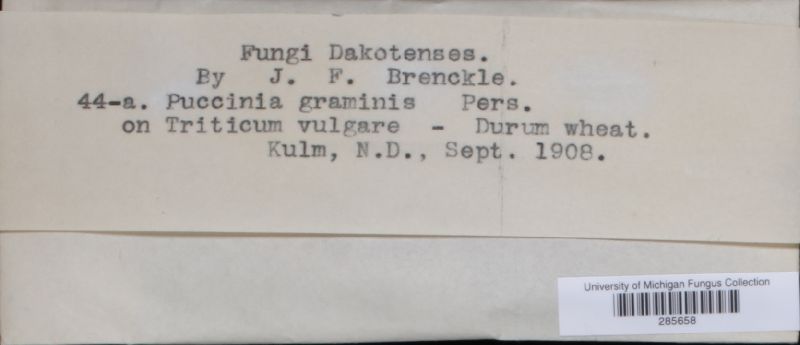 Fungi Dakotenses.
By J. F. Brenckle.
44-a. Puccinia graminis Pers.
on Triticum vulgare - Durum wheat.
Kulm, N.D., Sept. 1908.
University of Michigan Fungus Collection
285658